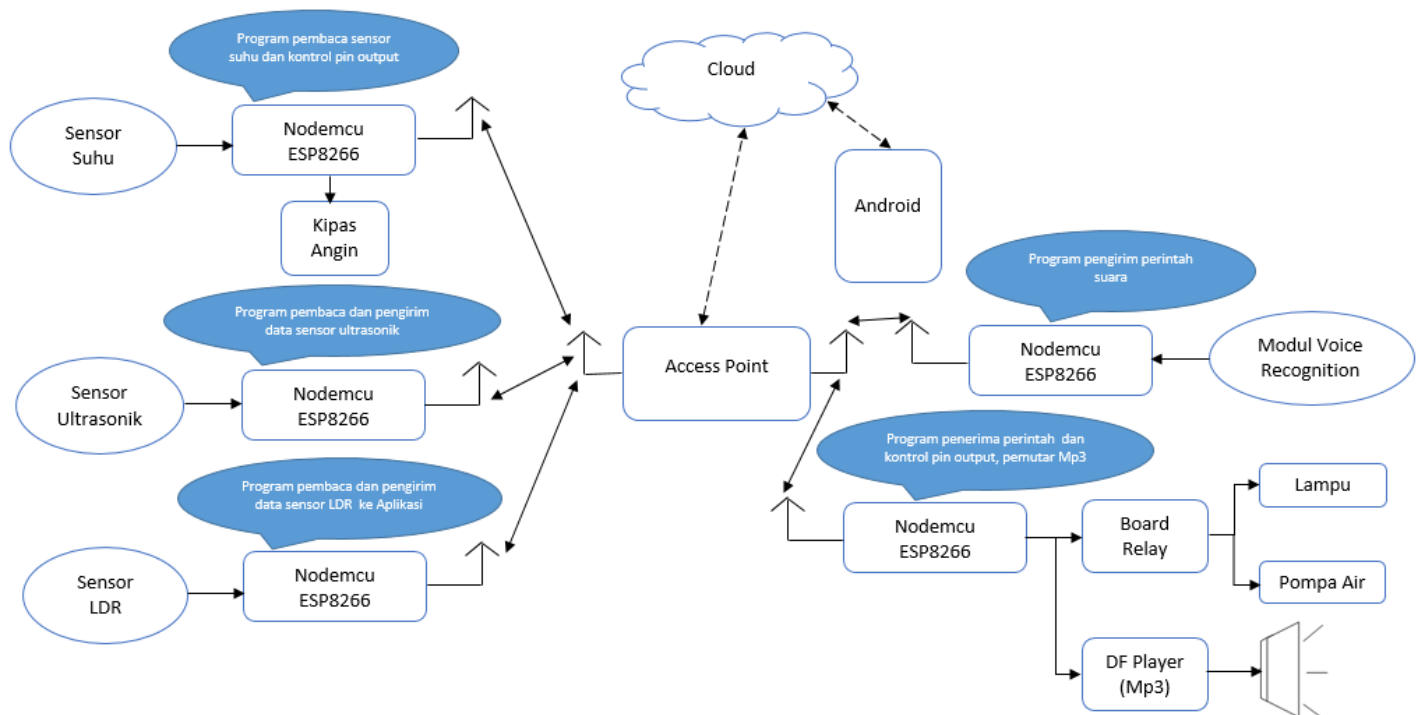 Program pembaca sensor
suhu dan kontrol pin output
Cloud
Sensor
Suhu
Nodemcu
ESP8266
Kipas
Angin
Android
Program pengirim perintah
suara
Program pembaca dan pengirim
data sensor ultrasonik
Access Point
Nodemcu
ESP8266
Modul Voice
Recognition
Sensor
Ultrasonik
Nodemcu
ESP8266
Program penerima perintah dan
kontrol pin output, pemutar Mp3
Program pembaca dan pengirim
data sensor LDR ke Aplikasi
Lampu
Nodemcu
ESP8266
Board
Relay
Sensor
LDR
Nodemcu
ESP8266
Pompa Air
DF Player
(Mp3)